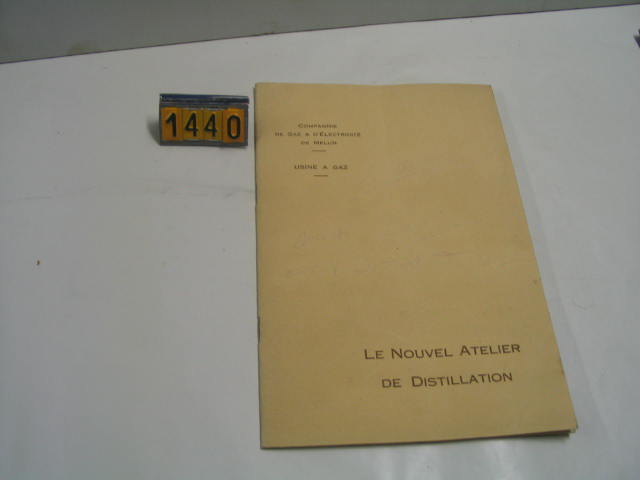 1440
COMPAGNIE
DE GAZ & D'ÉLECTRICITÉ
DE MELUN
USINE A GAZ
LE NOUVEL ATELIER
DE DISTILLATION